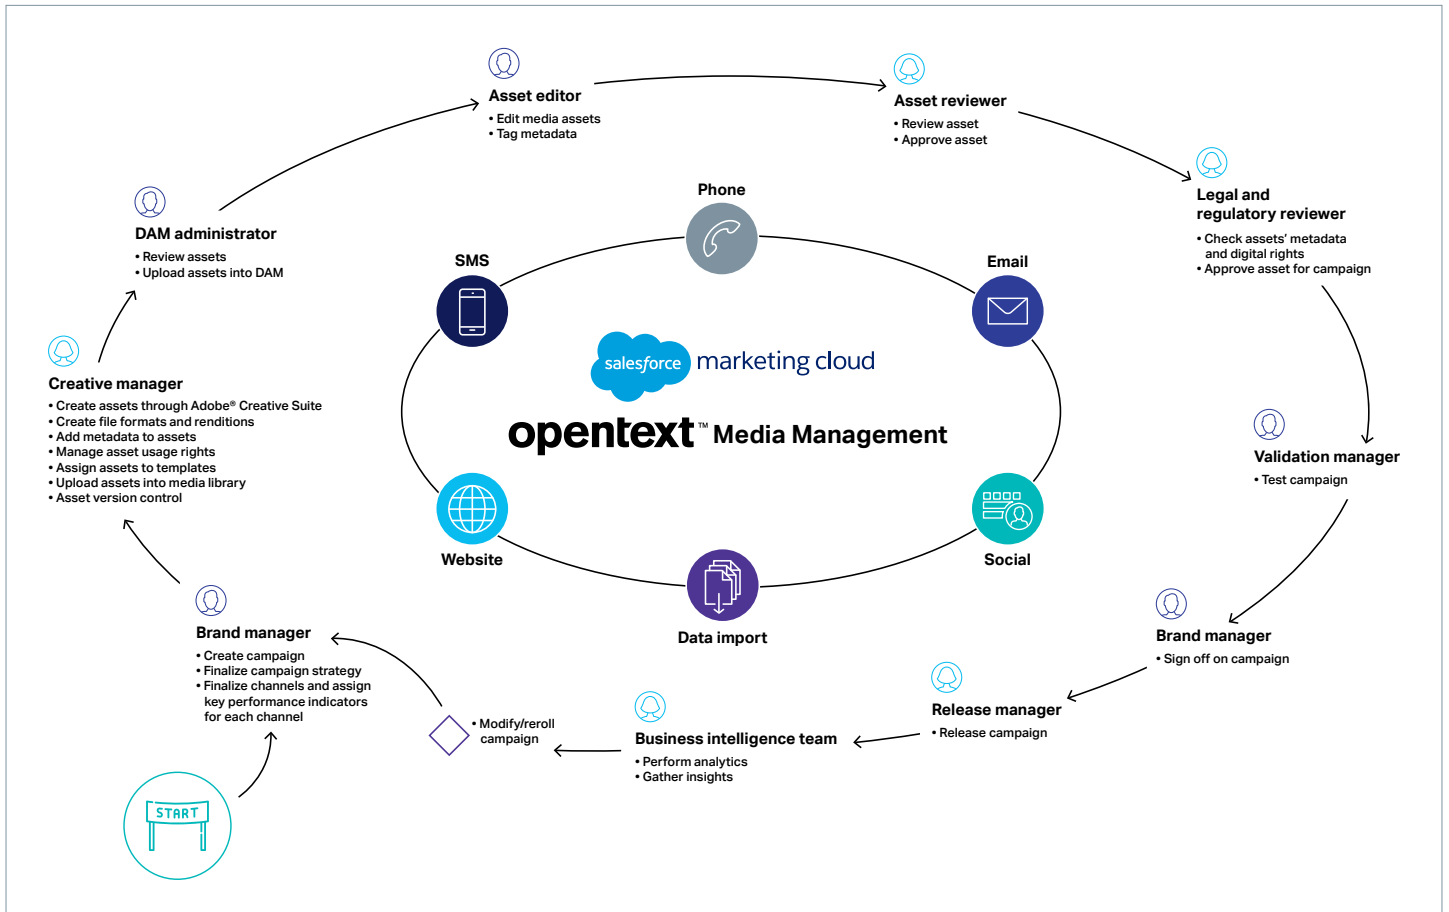 Asset editor
• Edit media assets
• Tag metadata
Asset reviewer
• Review asset
• Approve asset
Legal and
regulatory reviewer
• Check assets' metadata
and digital rights
• Approve asset for campaign
Validation manager
• Test campaign
Brand manager
• Sign off on campaign
Release manager
• Release campaign
Business intelligence team
• Perform analytics
• Gather insights
• Modify/reroll
campaign
START
Brand manager
• Create campaign
• Finalize campaign strategy
• Finalize channels and assign
key performance indicators
for each channel
Creative manager
• Create assets through Adobe® Creative Suite
• Create file formats and renditions
• Add metadata to assets
• Manage asset usage rights
• Assign assets to templates
• Upload assets into media library
• Asset version control
DAM administrator
• Review assets
• Upload assets into DAM
Phone
SMS
Email
salesforce marketing cloud
opentext™ Media Management
Website
Social
Data import